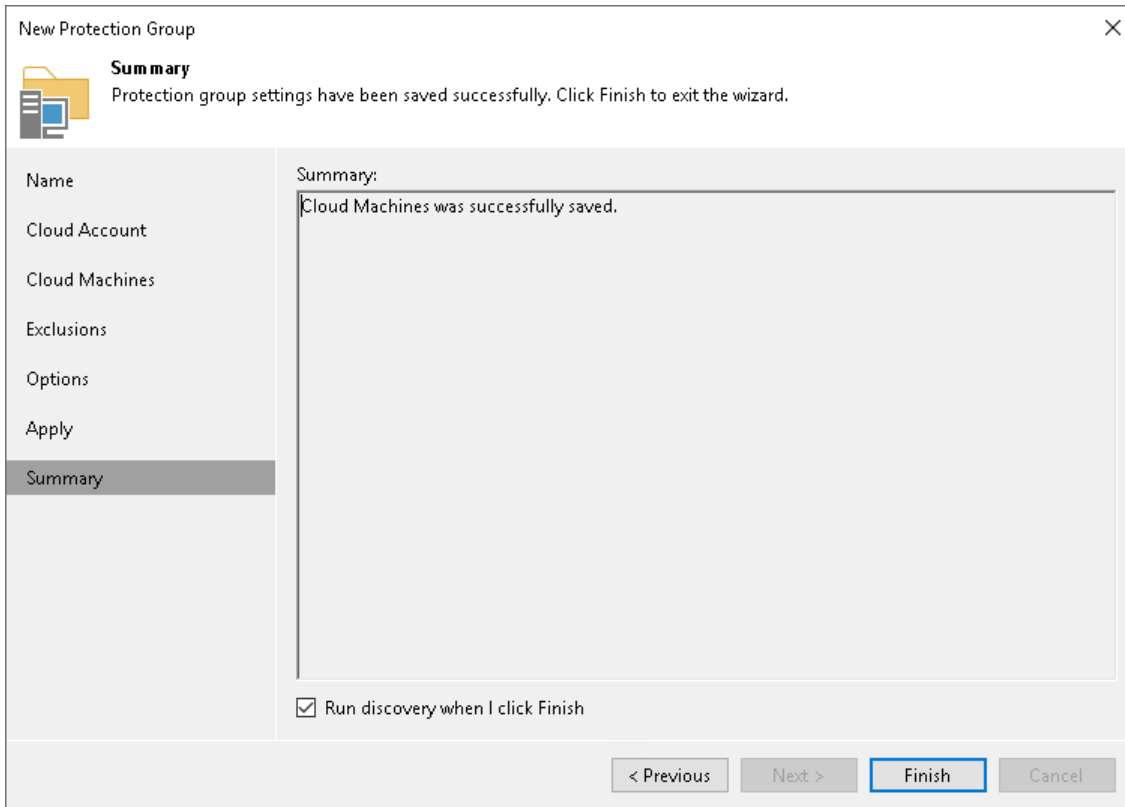 New Protection Group
Summary
Protection group settings have been saved successfully. Click Finish to exit the wizard.
Name
Cloud Account
Cloud Machines
Exclusions
Options
Apply
Summary
Summary:
Cloud Machines was successfully saved.
Run discovery when I click Finish
< Previous
Next >
Finish
Cancel